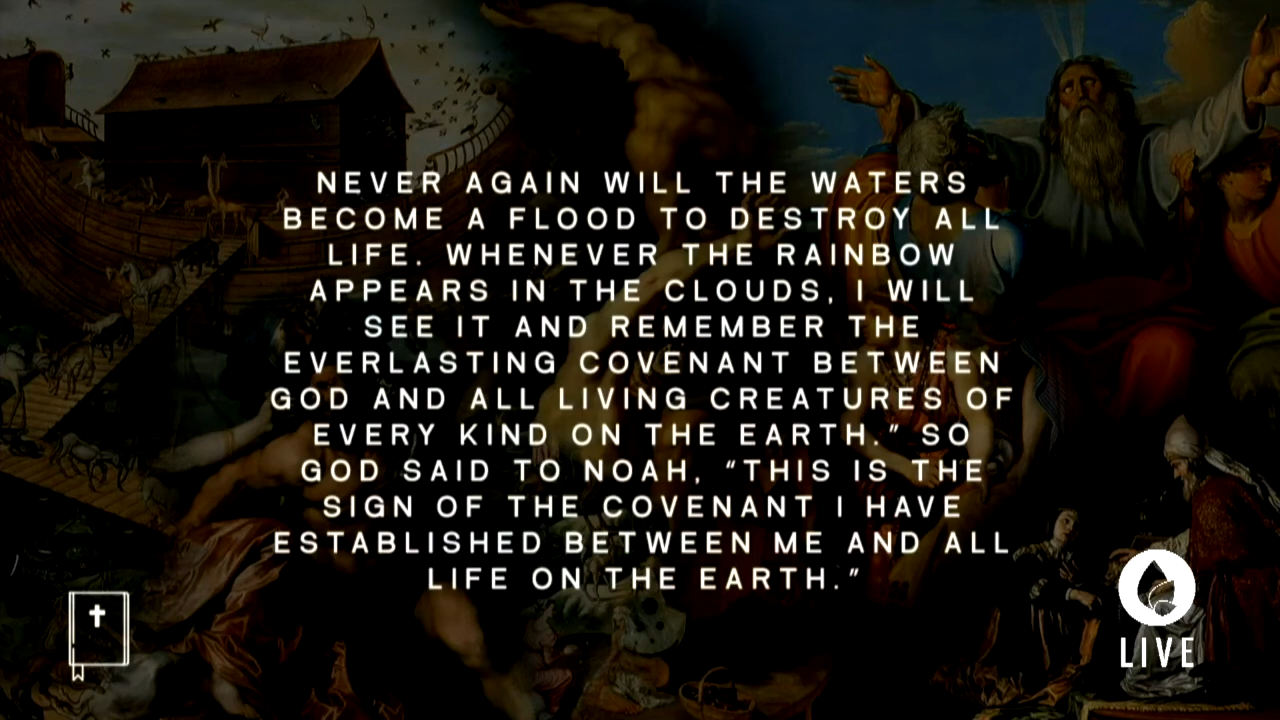 NEVER AGAIN WILL THE WATERS
BECOME A FLOOD TO DESTROY ALL
LIFE. WHENEVER THE RAINBOW
APPEARS IN THE CLOUDS, I WILL
SEE IT AND REMEMBER THE
EVERLASTING COVENANT BETWEEN
GOD AND ALL LIVING CREATURES OF
EVERY KIND ON THE EARTH.” SO
GOD SAID TO NOAH, “THIS IS THE
SIGN OF THE COVENANT I HAVE
ESTABLISHED BETWEEN ME AND ALL
LIFE ON THE EARTH.”
LIVE